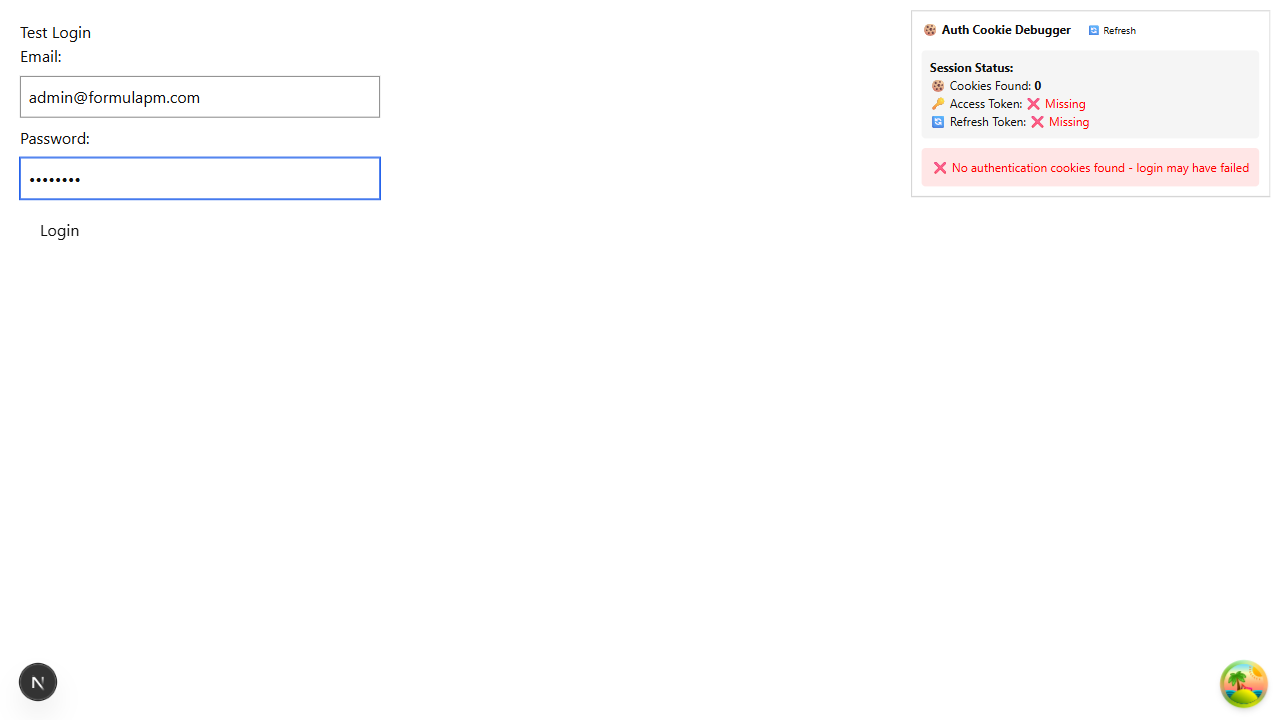 Test Login
Email:
admin@formulapm.com
Password:
••••••••
Login
🍪 Auth Cookie Debugger
🔄 Refresh
Session Status:
🍪 Cookies Found: 0
🔑 Access Token: ❌ Missing
🔄 Refresh Token: ❌ Missing
❌ No authentication cookies found - login may have failed
N